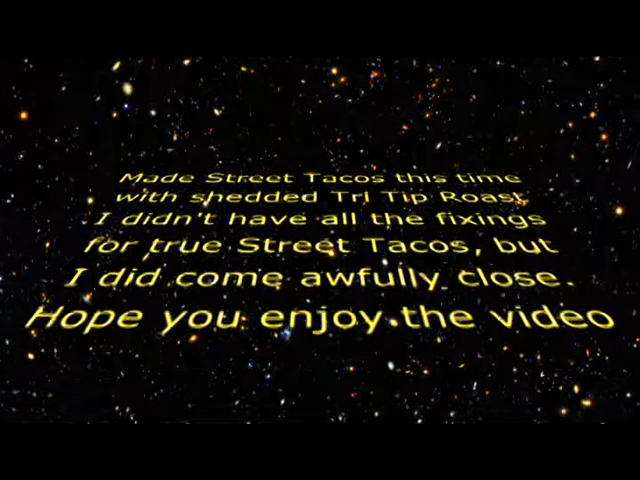 Made Street Tacos this time
with shedded Tri Tip Roast
I didn't have all the fixings
for true Street Tacos, but
I did come awfully close.
Hope you enjoy the video